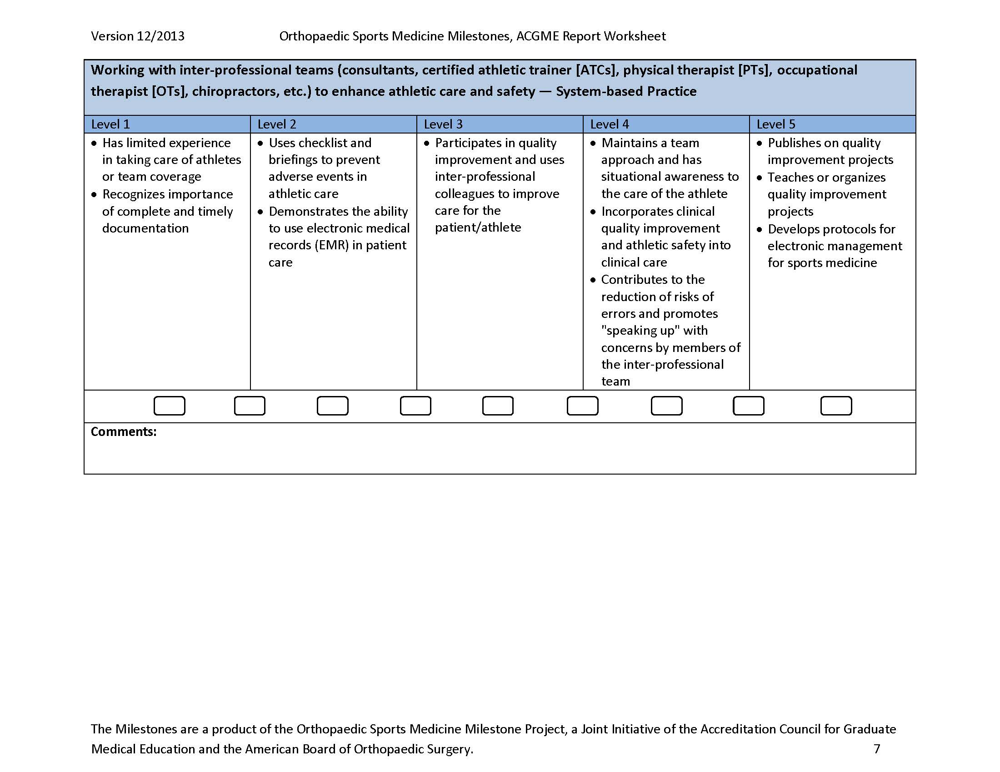 Version 12/2013
Orthopaedic Sports Medicine Milestones, ACGME Report Worksheet
Working with inter-professional teams (consultants, certified athletic trainer [ATCs], physical therapist [PTs], occupational
therapist [OTs], chiropractors, etc.) to enhance athletic care and safety — System-based Practice
Level 1
Level 2
Level 3
Level 4
Level 5
• Has limited experience
in taking care of athletes
or team coverage
• Recognizes importance
of complete and timely
documentation
• Uses checklist and
briefings to prevent
adverse events in
athletic care
• Demonstrates the ability
to use electronic medical
records (EMR) in patient
care
• Participates in quality
improvement and uses
inter-professional
colleagues to improve
care for the
patient/athlete
• Maintains a team
approach and has
situational awareness to
the care of the athlete
• Incorporates clinical
quality improvement
and athletic safety into
clinical care
• Contributes to the
reduction of risks of
errors and promotes
"speaking up" with
concerns by members of
the inter-professional
team
• Publishes on quality
improvement projects
• Teaches or organizes
quality improvement
projects
• Develops protocols for
electronic management
for sports medicine
Comments:
The Milestones are a product of the Orthopaedic Sports Medicine Milestone Project, a Joint Initiative of the Accreditation Council for Graduate
Medical Education and the American Board of Orthopaedic Surgery.
7